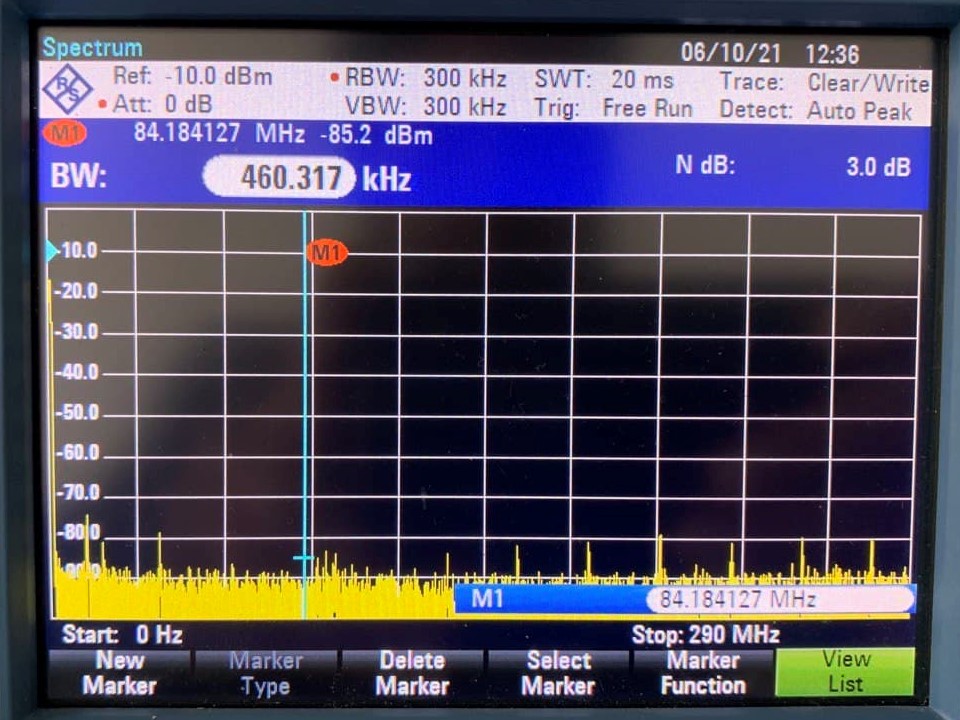 Spectrum 06/10/21 12:36
Ref: -10.0 dBm • RBW: 300 kHz SWT: 20 ms Trace: Clear/Write
• Att: 0 dB VBW: 300 kHz Trig: Free Run Detect: Auto Peak
M1 84.184127 MHz -85.2 dBm
BW: 460.317 kHz N dB: 3.0 dB
-10.0 M1
-20.0
-30.0
-40.0
-50.0
-60.0
-70.0
-80.0
-90.0
M1 84.184127 MHz
Start: 0 Hz Stop: 290 MHz
New Marker Delete Select Marker View
Marker Type Marker Marker Function List